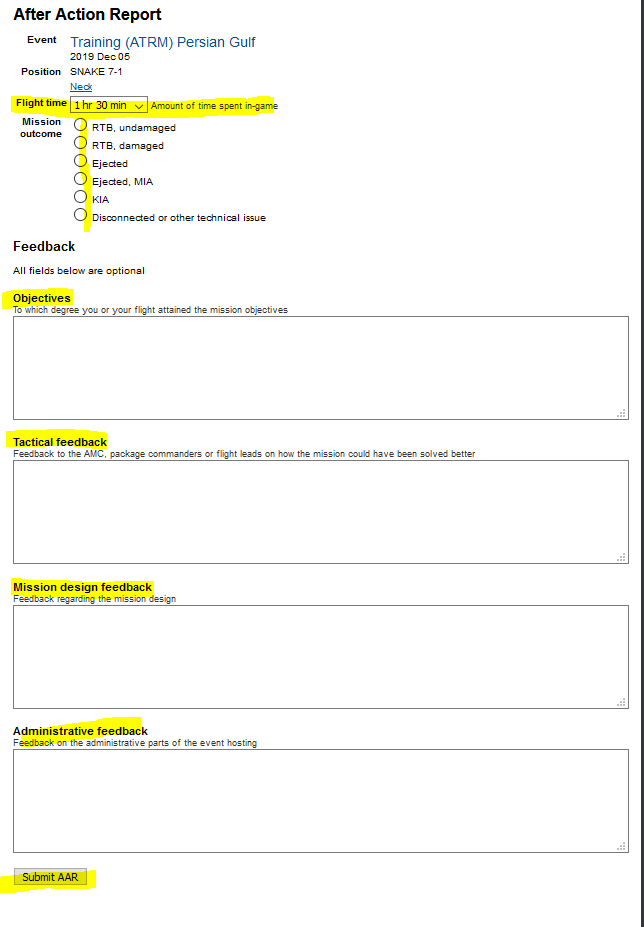 After Action Report
Event Training (ATRM) Persian Gulf
2019 Dec 05
Position SNAKE 7-1
Neck
Flight time 1 hr 30 min Amount of time spent in-game
Mission outcome
RTB, undamaged
RTB, damaged
Ejected
Ejected, MIA
KIA
Disconnected or other technical issue
Feedback
All fields below are optional
Objectives
To which degree you or your flight attained the mission objectives
Tactical feedback
Feedback to the AMC, package commanders or flight leads on how the mission could have been solved better
Mission design feedback
Feedback regarding the mission design
Administrative feedback
Feedback on the administrative parts of the event hosting
Submit AAR